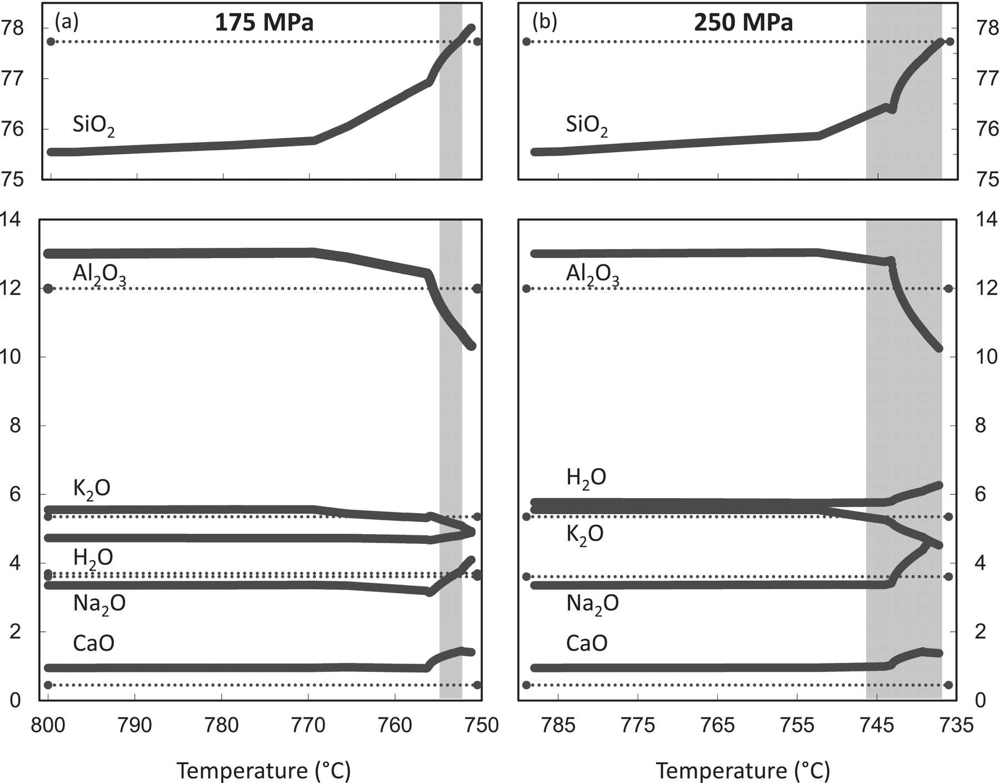 (a) 175 MPa
(b) 250 MPa
78 78
77 77
76 76
75 75
SiO2 SiO2
14 14
12 12
10 10
8 8
6 6
4 4
2 2
0 0
Al2O3 Al2O3
K2O H2O
H2O K2O
Na2O Na2O
CaO CaO
800 790 780 770 760 750
785 775 765 755 745 735
Temperature (°C) Temperature (°C)